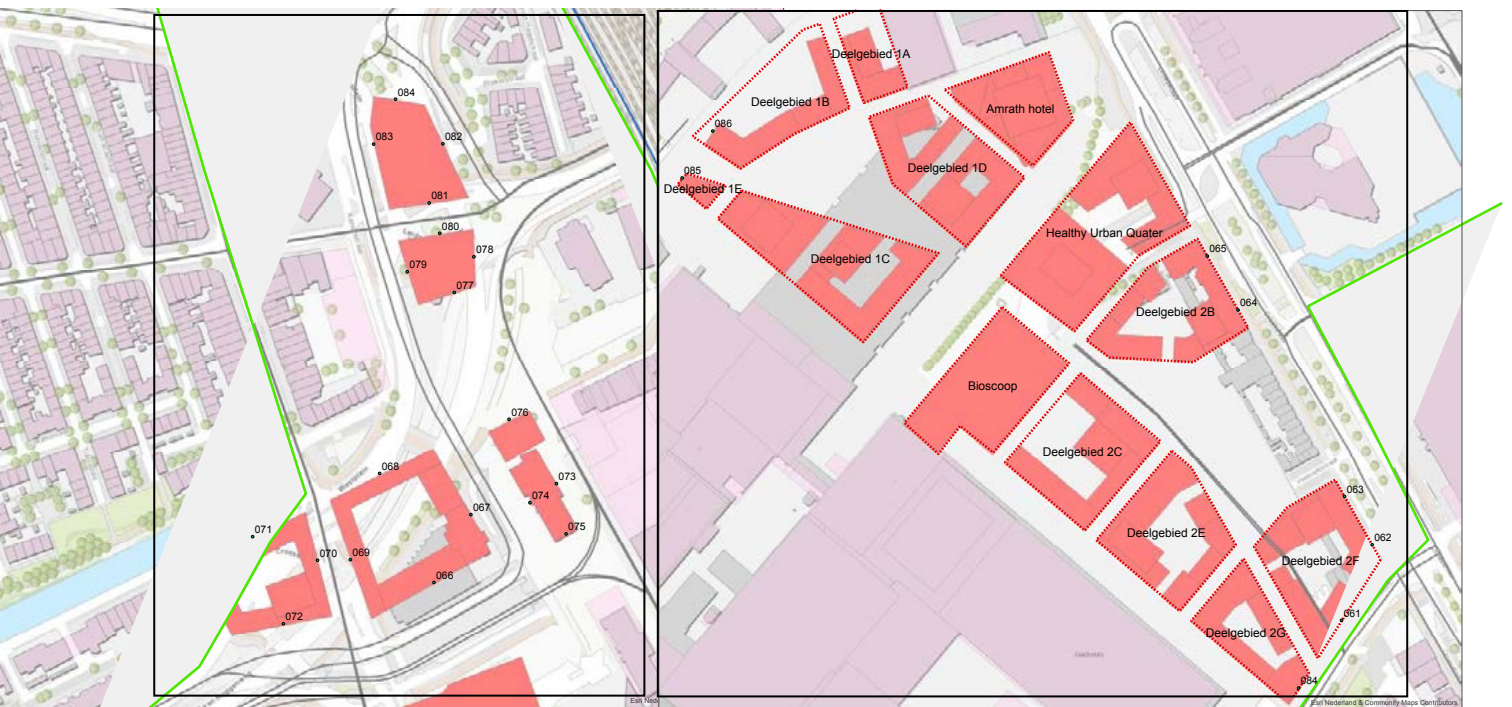 084
083
082
081
080
079
078
077
076
073
074
075
068
067
071
070
069
066
072
Deelgebied 1A
Deelgebied 1B
086
Amrath hotel
085
Deelgebied 1D
Deelgebied 1E
Healthy Urban Quater
065
Deelgebied 1C
064
Deelgebied 2B
Bioscoop
Deelgebied 2C
063
Deelgebied 2E
062
Deelgebied 2F
061
Deelgebied 2G
084
Esri Nederland & Community Maps Contributors